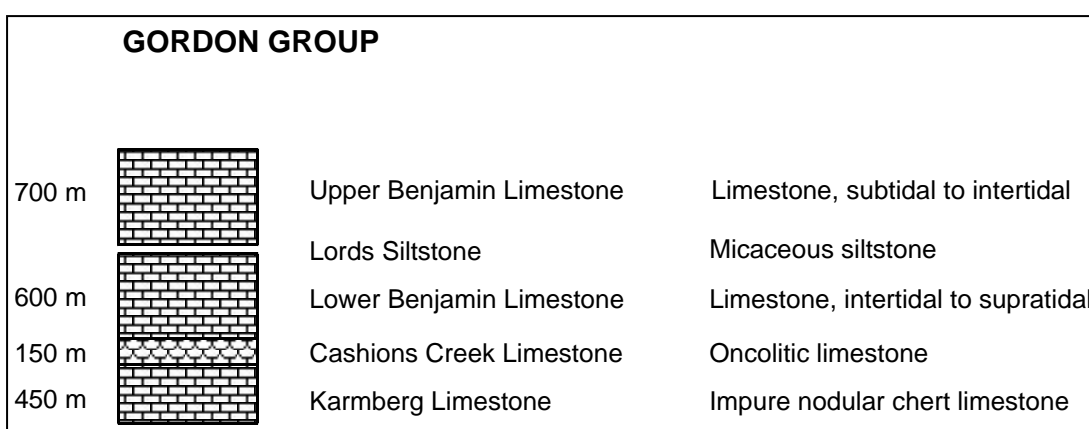 GORDON GROUP
700 m Upper Benjamin Limestone Limestone, subtidal to intertidal
Lords Siltstone Micaceous siltstone
600 m Lower Benjamin Limestone Limestone, intertidal to supratidal
150 m Cashions Creek Limestone Oncolitic limestone
450 m Karmberg Limestone Impure nodular chert limestone